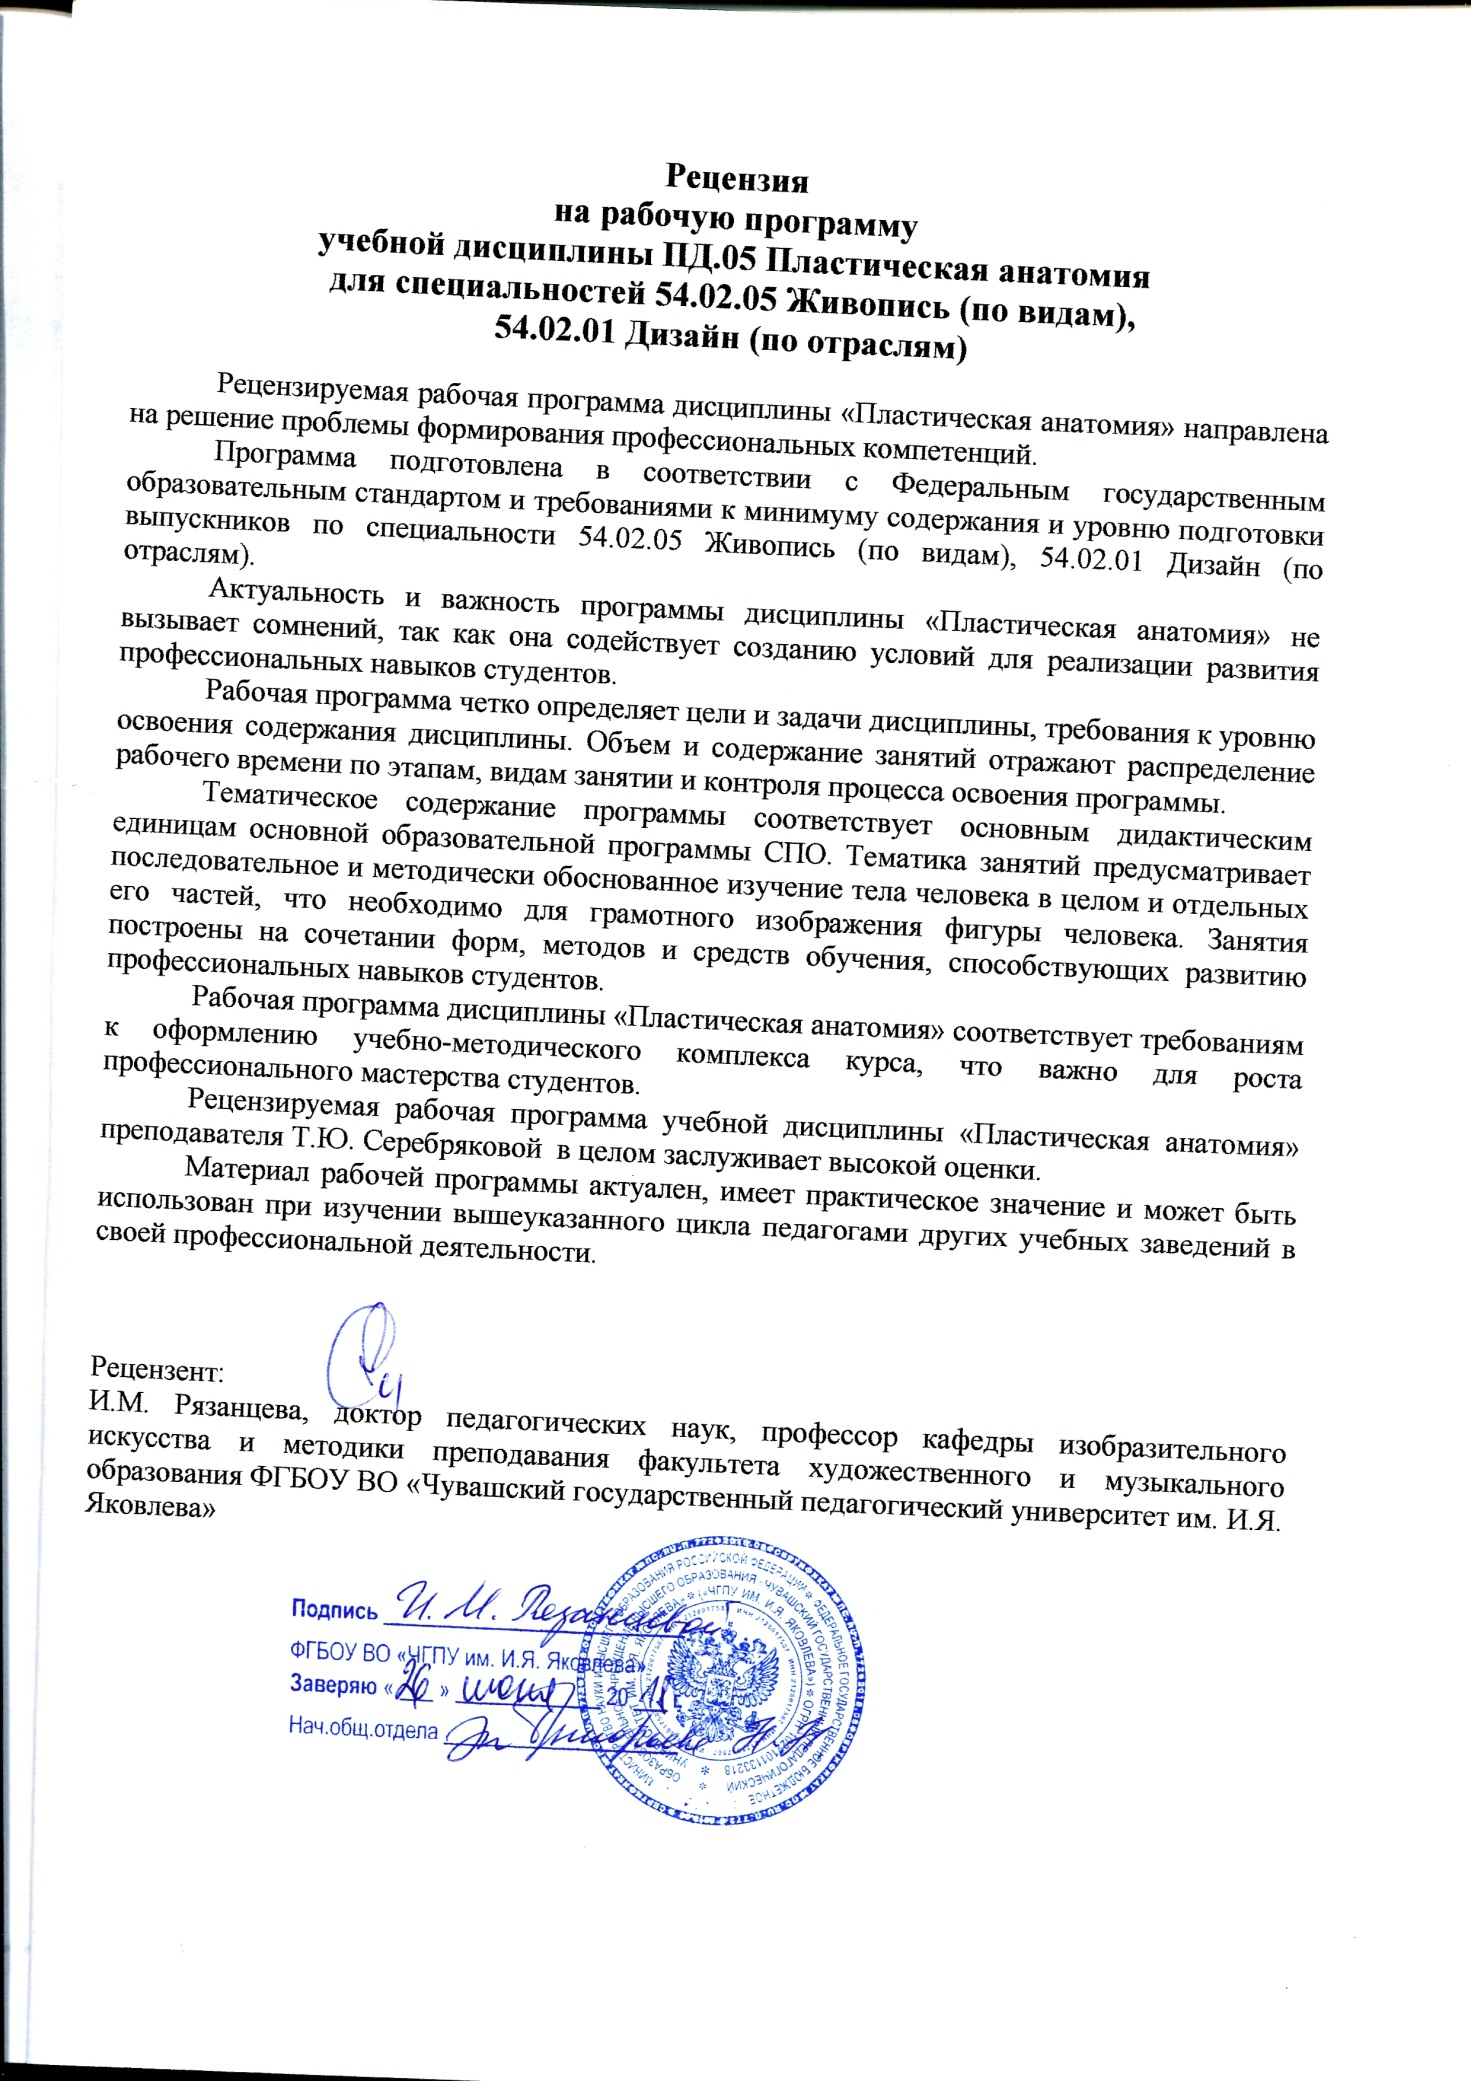 Рецензия
на рабочую программу
учебной дисциплины ПД.05 Пластическая анатомия
для специальностей 54.02.05 Живопись (по видам),
54.02.01 Дизайн (по отраслям)
Рецензируемая рабочая программа дисциплины «Пластическая анатомия» направлена
на решение проблемы формирования профессиональных компетенций.
Программа подготовлена в соответствии с Федеральным государственным
образовательным стандартом и требованиями к минимуму содержания и уровню подготовки
выпускников по специальности 54.02.05 Живопись (по видам), 54.02.01 Дизайн (по
отраслям).
Актуальность и важность программы дисциплины «Пластическая анатомия» не
вызывает сомнений, так как она содействует созданию условий для реализации развития
профессиональных навыков студентов.
Рабочая программа четко определяет цели и задачи дисциплины, требования к уровню
освоения содержания дисциплины. Объем и содержание занятий отражают распределение
рабочего времени по этапам, видам занятии и контроля процесса освоения программы.
Тематическое содержание программы соответствует основным дидактическим
единицам основной образовательной программы СПО. Тематика занятий предусматривает
последовательное и методически обоснованное изучение тела человека в целом и отдельных
его частей, что необходимо для грамотного изображения фигуры человека. Занятия
построены на сочетании форм, методов и средств обучения, способствующих развитию
профессиональных навыков студентов.
Рабочая программа дисциплины «Пластическая анатомия» соответствует требованиям
к оформлению учебно-методического комплекса курса, что важно для роста
профессионального мастерства студентов.
Рецензируемая рабочая программа учебной дисциплины «Пластическая анатомия»
преподавателя Т.Ю. Серебряковой в целом заслуживает высокой оценки.
Материал рабочей программы актуален, имеет практическое значение и может быть
использован при изучении вышеуказанного цикла педагогами других учебных заведений в
своей профессиональной деятельности.
Рецензент:
И.М. Рязанцева, доктор педагогических наук, профессор кафедры изобразительного
искусства и методики преподавания факультета художественного и музыкального
образования ФГБОУ ВО «Чувашский государственный педагогический университет им. И.Я.
Яковлева»
Подпись И. М. Рязанцевой
ФГБОУ ВО «ЧГПУ им. И.Я. Яковлева»
Заверяю «26» июня 20 г.
Нач.общ.отдела